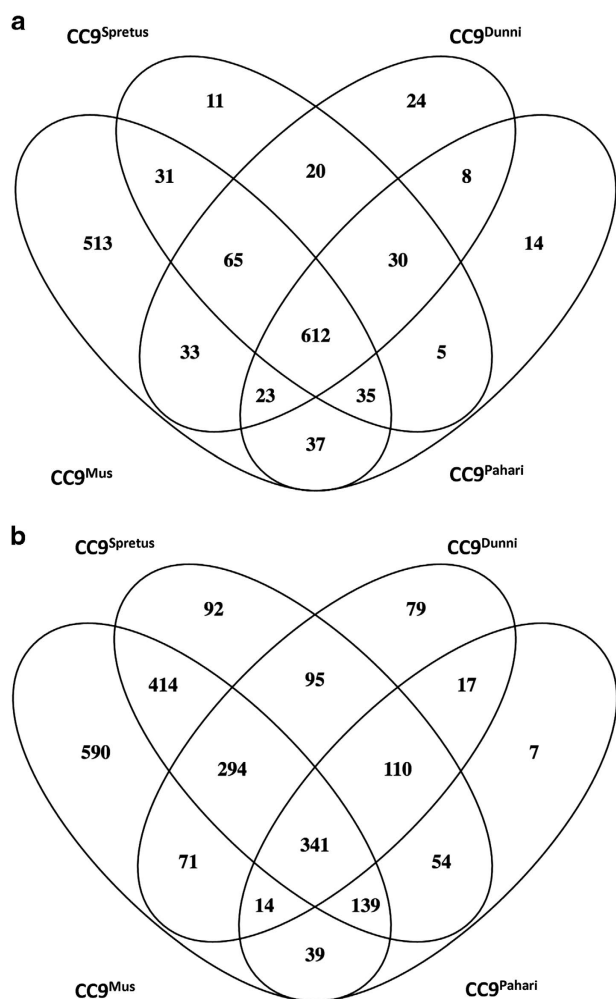 a
CC9Spretus CC9Dunni
11 24
31 20 8
513 65 30 14
33 612 5
23 35
37
CC9Mus CC9Pahari
b
CC9Spretus CC9Dunni
92 79
414 95 17
590 294 110 7
71 341 54
14 139
39
CC9Mus CC9Pahari